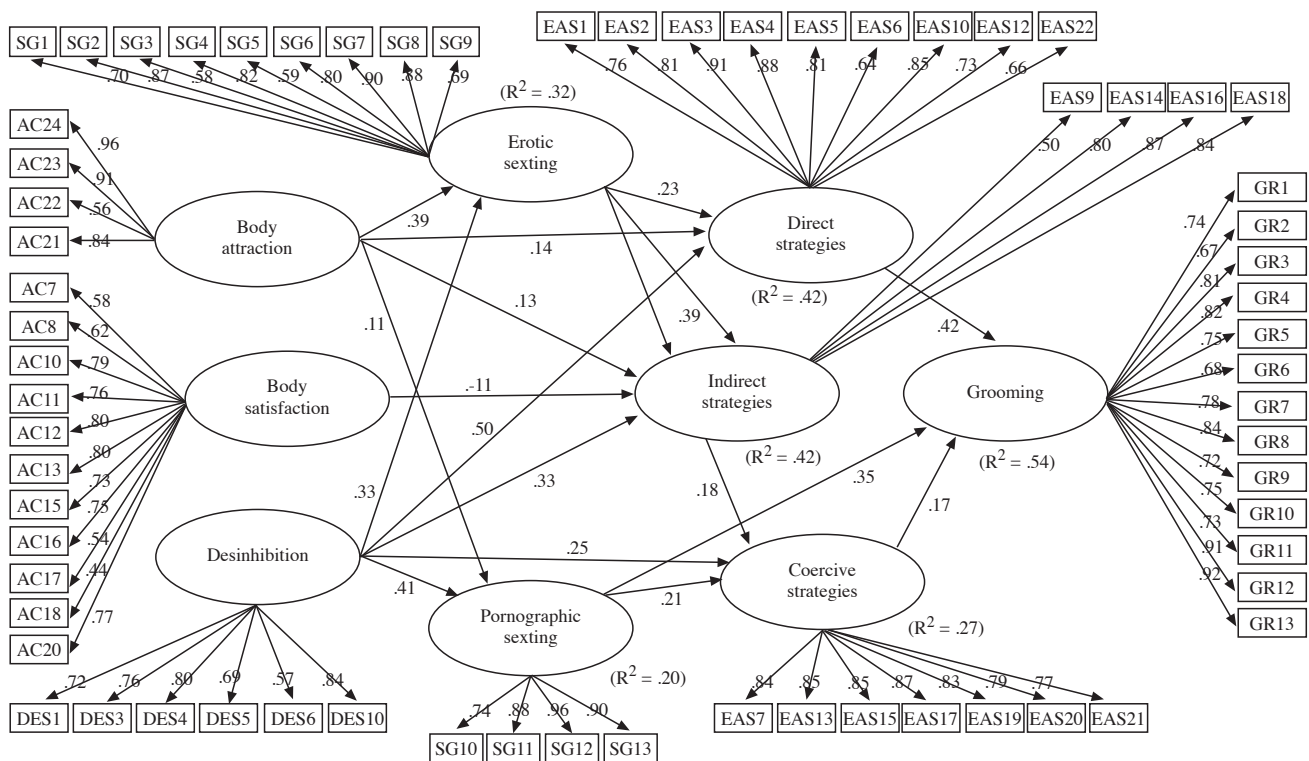 SG1 SG2 SG3 SG4 SG5 SG6 SG7 SG8 SG9
.70 .87 .58 .82 .59 .80 .90 .88 .69
EAS1 EAS2 EAS3 EAS4 EAS5 EAS6 EAS10 EAS12 EAS22
.76 .81 .91 .88 .81 .64 .85 .73 .66
EAS9 EAS14 EAS16 EAS18
.50 .80 .87 .84
(R² = .32)
Erotic
sexting
AC24
.96
AC23
.91
AC22
.56
AC21
.84
Body
attraction
.39
.23
.14
.13
.11
Direct
strategies
(R² = .42)
.39
.42
GR1
.74
GR2
.67
GR3
.81
GR4
.82
GR5
.75
GR6
.68
GR7
.78
GR8
.84
GR9
.72
GR10
.75
GR11
.73
GR12
.91
GR13
.92
AC7
.58
AC8
.62
AC10
.79
AC11
.76
AC12
.80
AC13
.80
AC15
.73
AC16
.75
AC17
.54
AC18
.44
AC20
.77
Body
satisfaction
.-11
Indirect
strategies
(R² = .42)
Grooming
(R² = .54)
.50
.33
.33
.18
.35
.17
Desinhibition
.25
.41
.21
Coercive
strategies
(R² = .27)
Pornographic
sexting
(R² = .20)
.72 .76 .80 .69 .57 .84
DES1 DES3 DES4 DES5 DES6 DES10
.74 .88 .96 .90
SG10 SG11 SG12 SG13
.84 .85 .85 .87 .83 .79 .77
EAS7 EAS13 EAS15 EAS17 EAS19 EAS20 EAS21